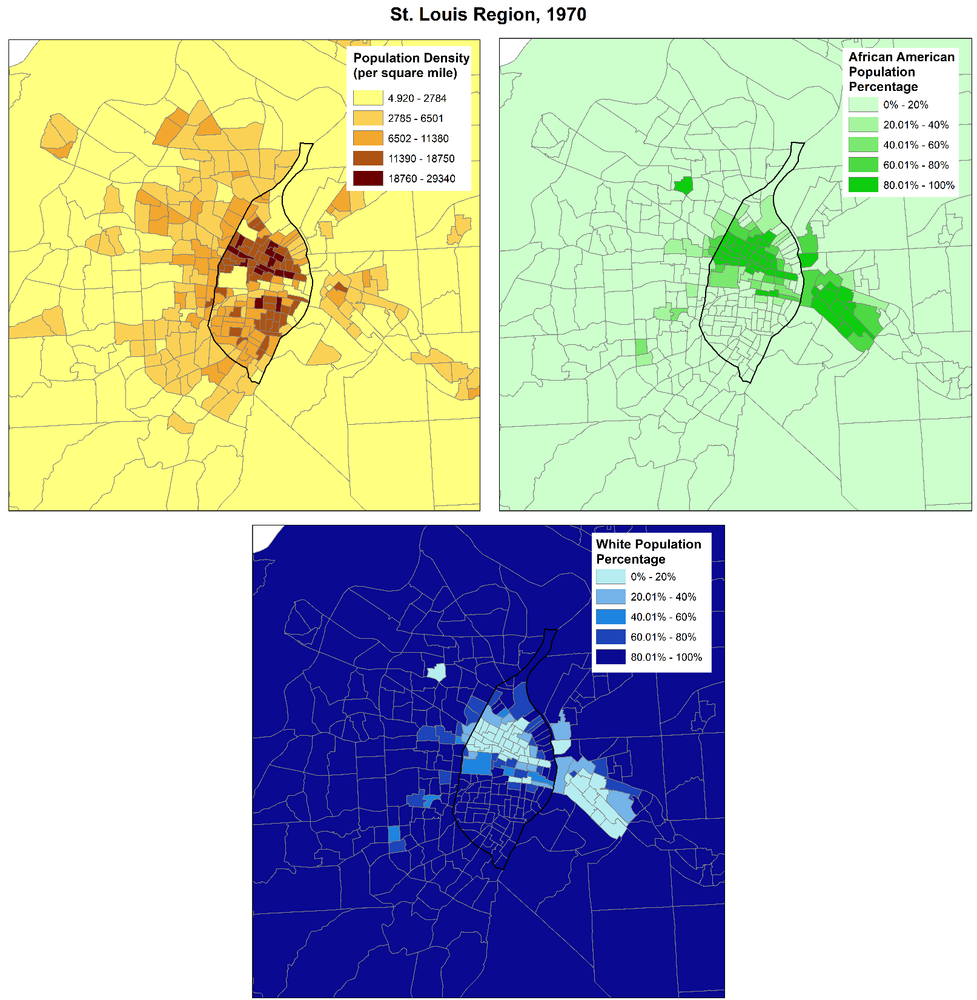 St. Louis Region, 1970
Population Density
(per square mile)
4.920 - 2784
2785 - 6501
6502 - 11380
11390 - 18750
18760 - 29340
African American
Population
Percentage
0% - 20%
20.01% - 40%
40.01% - 60%
60.01% - 80%
80.01% - 100%
White Population
Percentage
0% - 20%
20.01% - 40%
40.01% - 60%
60.01% - 80%
80.01% - 100%